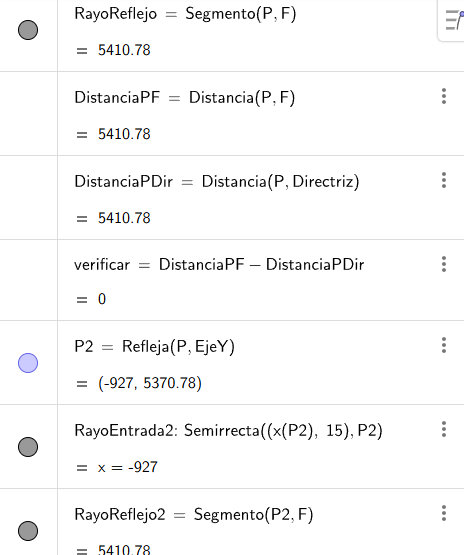 RayoReflejo = Segmento(P, F)
= 5410.78
DistanciaPF = Distancia(P, F)
= 5410.78
DistanciaPDir = Distancia(P, Directriz)
= 5410.78
verificar = DistanciaPF − DistanciaPDir
= 0
P2 = Refleja(P, EjeY)
= (-927, 5370.78)
RayoEntrada2: Semirrecta((x(P2), 15), P2)
= x = -927
RayoReflejo2 = Segmento(P2, F)
= 5410.78